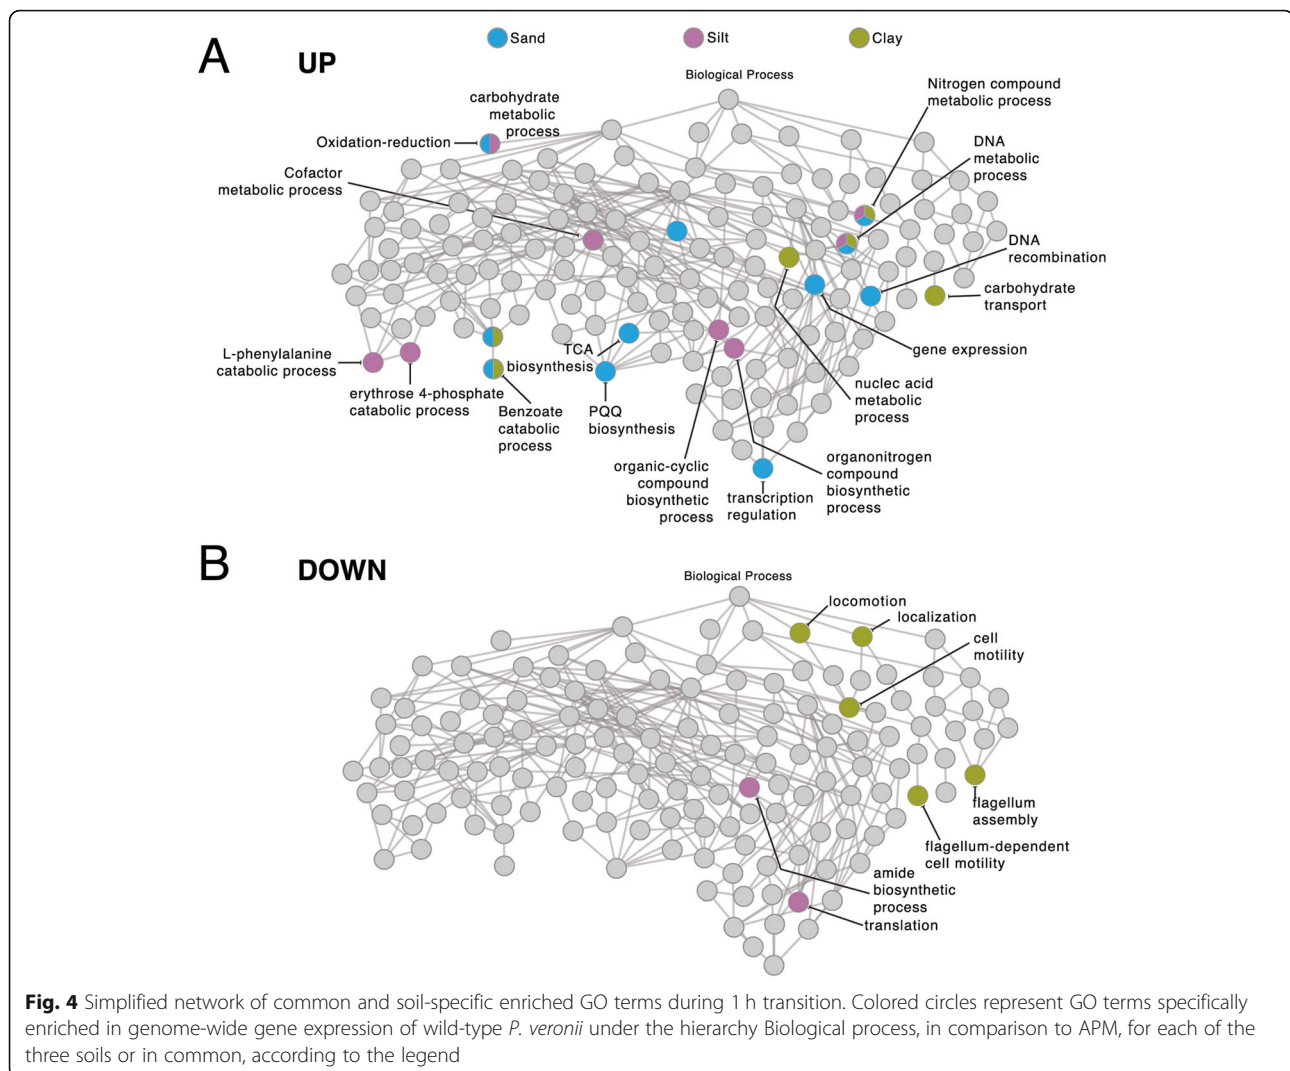 A
UP
Sand
Silt
Clay
Biological Process
carbohydrate
metabolic
process
Oxidation-reduction
Cofactor
metabolic process
Nitrogen compound
metabolic process
DNA
metabolic
process
DNA
recombination
carbohydrate
transport
gene expression
nuclec acid
metabolic
process
L-phenylalanine
catabolic process
erythrose 4-phosphate
catabolic process
Benzoate
catabolic
process
TCA
biosynthesis
PQQ
biosynthesis
organic-cyclic
compound
biosynthetic
process
transcription
regulation
organonitrogen
compound
biosynthetic
process
B
DOWN
Biological Process
locomotion
localization
cell
motility
flagellum
assembly
flagellum-dependent
cell motility
amide
biosynthetic
process
translation
Fig. 4 Simplified network of common and soil-specific enriched GO terms during 1 h transition. Colored circles represent GO terms specifically
enriched in genome-wide gene expression of wild-type P. veronii under the hierarchy Biological process, in comparison to APM, for each of the
three soils or in common, according to the legend